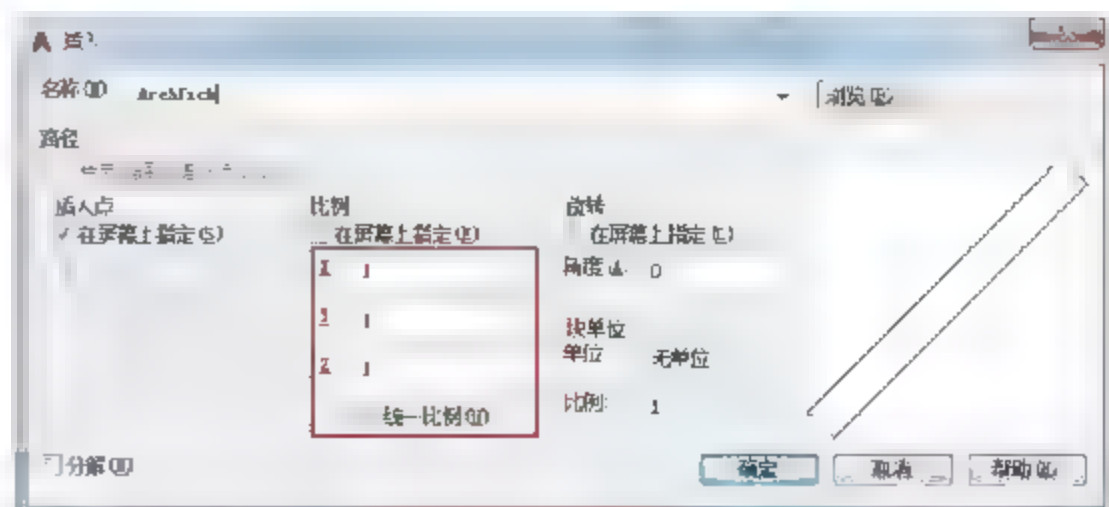 名称(N) ArchTick
浏览(B)
路径
插入点
在屏幕上指定(S)
比例
在屏幕上指定(E)
X 1
Y 1
Z 1
统一比例(U)
旋转
在屏幕上指定(C)
角度(A): 0
块单位
单位 无单位
比例: 1
分解(D)
确定
取消
帮助(H)